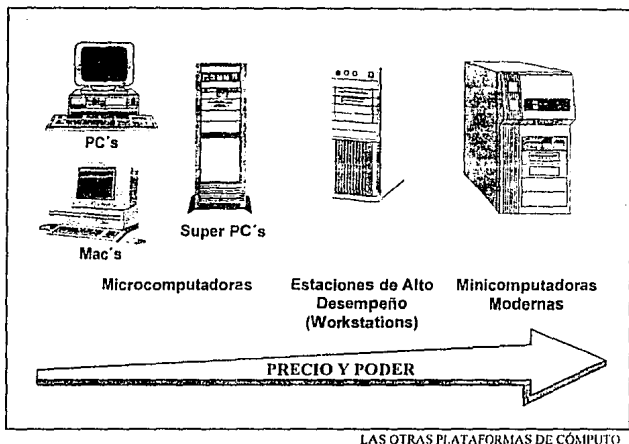 PC´s
Mac´s
Super PC´s
Microcomputadoras
Estaciones de Alto
Desempeño
(Workstations)
Minicomputadoras
Modernas
PRECIO Y PODER
LAS OTRAS PLATAFORMAS DE CÓMPUTO